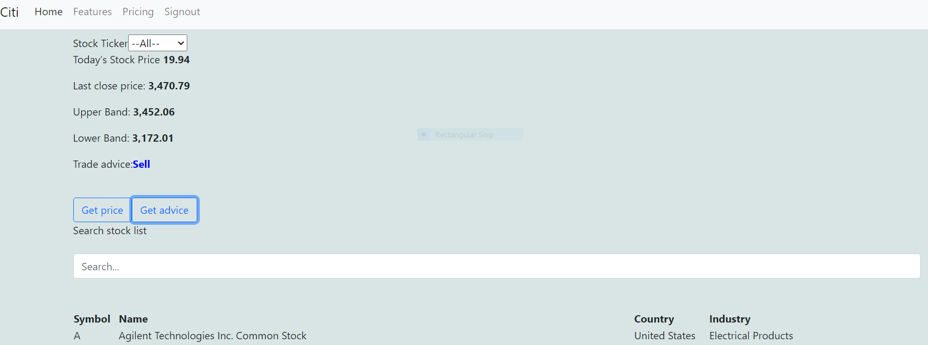 Citi Home Features Pricing Signout
Stock Ticker --All--
Today's Stock Price 19.94
Last close price: 3,470.79
Upper Band: 3,452.06
Lower Band: 3,172.01
Rectangular Snip
Trade advice:Sell
Get price Get advice
Search stock list
Search...
Symbol Name Country Industry
A Agilent Technologies Inc. Common Stock United States Electrical Products